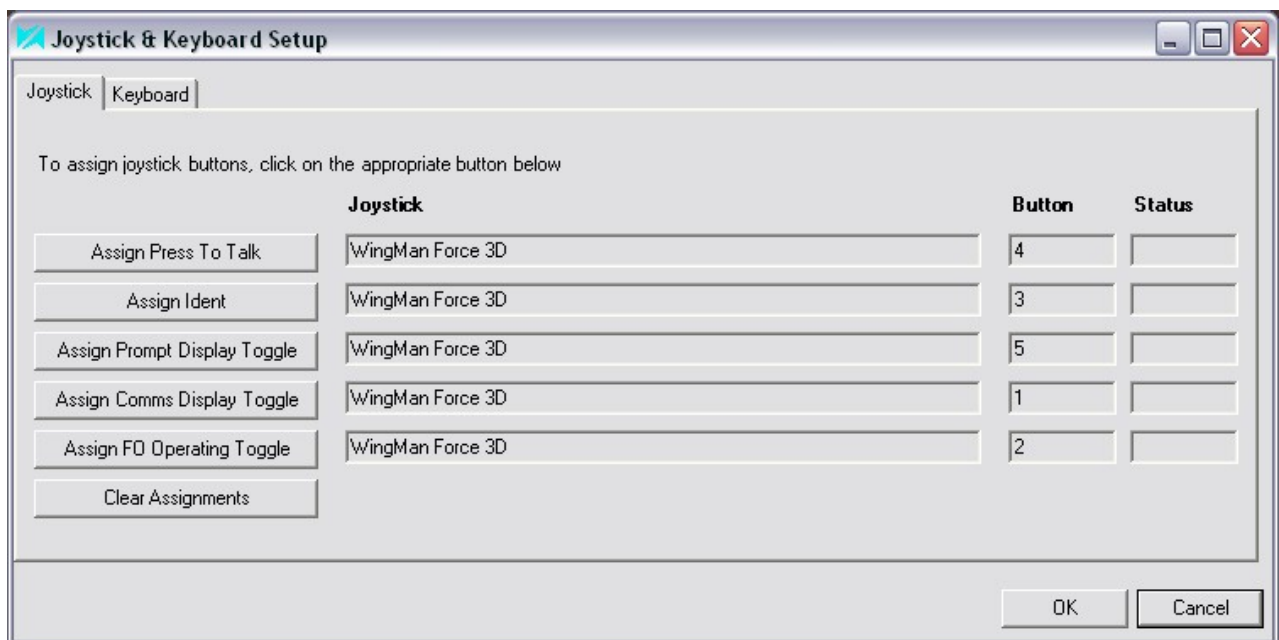 Joystick & Keyboard Setup
Joystick Keyboard
To assign joystick buttons, click on the appropriate button below
Joystick Button Status
Assign Press To Talk WingMan Force 3D 4
Assign Ident WingMan Force 3D 3
Assign Prompt Display Toggle WingMan Force 3D 5
Assign Comms Display Toggle WingMan Force 3D 1
Assign FO Operating Toggle WingMan Force 3D 2
Clear Assignments
OK Cancel